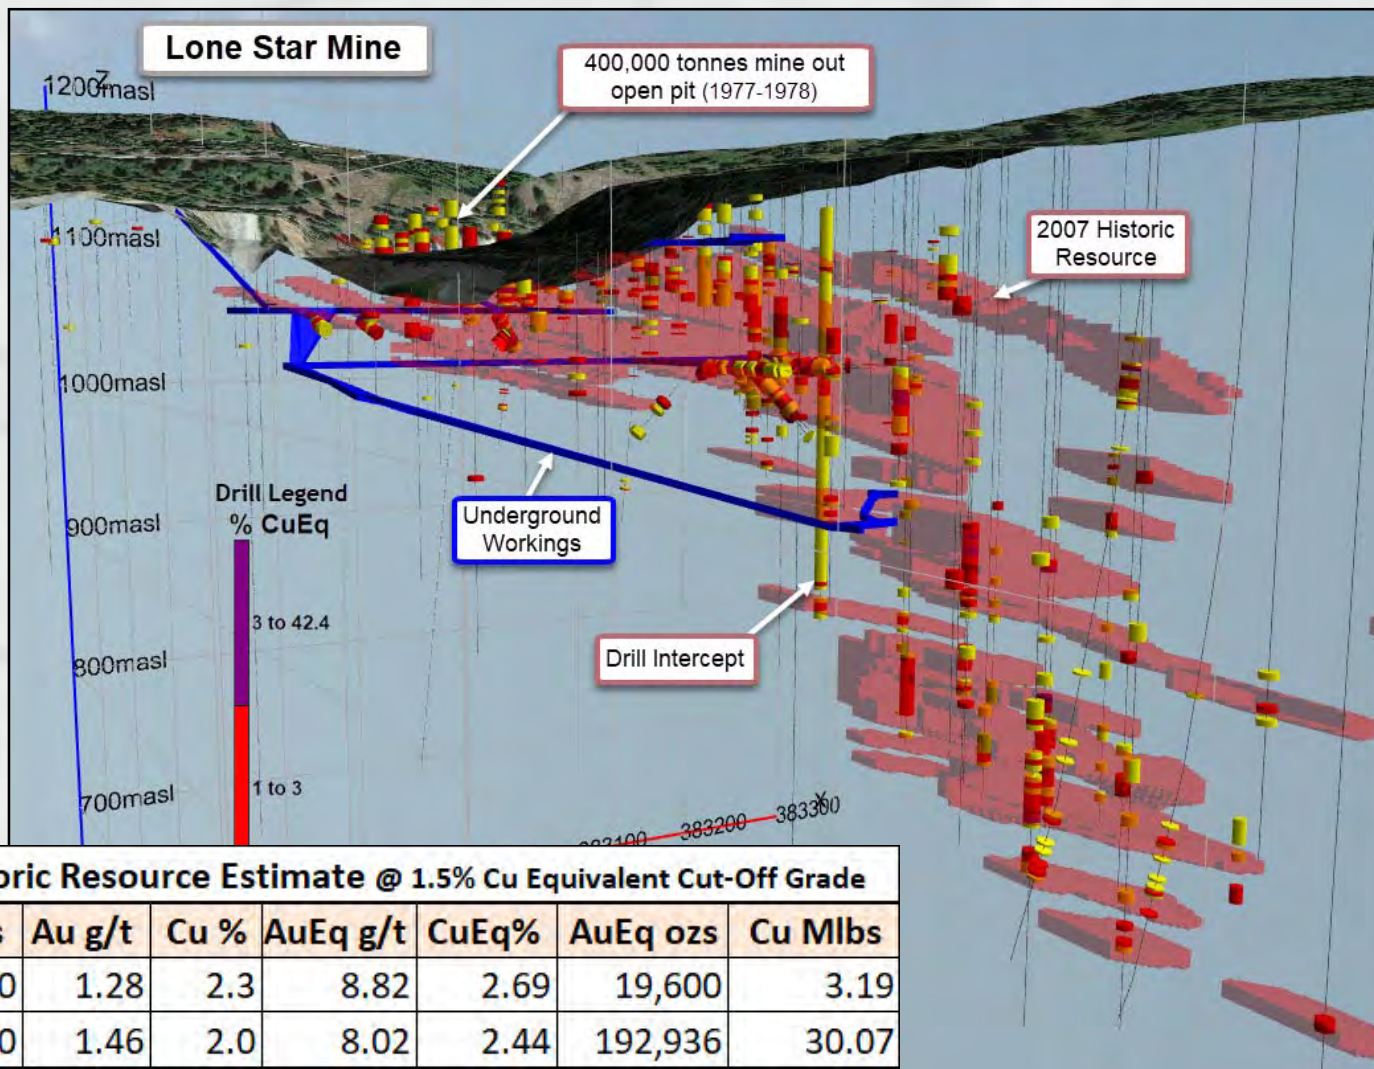 Lone Star Mine
400,000 tonnes mine out
open pit (1977-1978)
Z
1200masl
1100masl
2007 Historic
Resource
1000masl
Drill Legend
% CuEq
900masl
Underground
Workings
3 to 42.4
Drill Intercept
800masl
1 to 3
700masl
X
383200
383300
Resource Estimate @ 1.5% Cu Equivalent Cut-Off Grade
Au g/t Cu % AuEq g/t CuEq% AuEq ozs Cu Mlbs
0 1.28 2.3 8.82 2.69 19,600 3.19
0 1.46 2.0 8.02 2.44 192,936 30.07